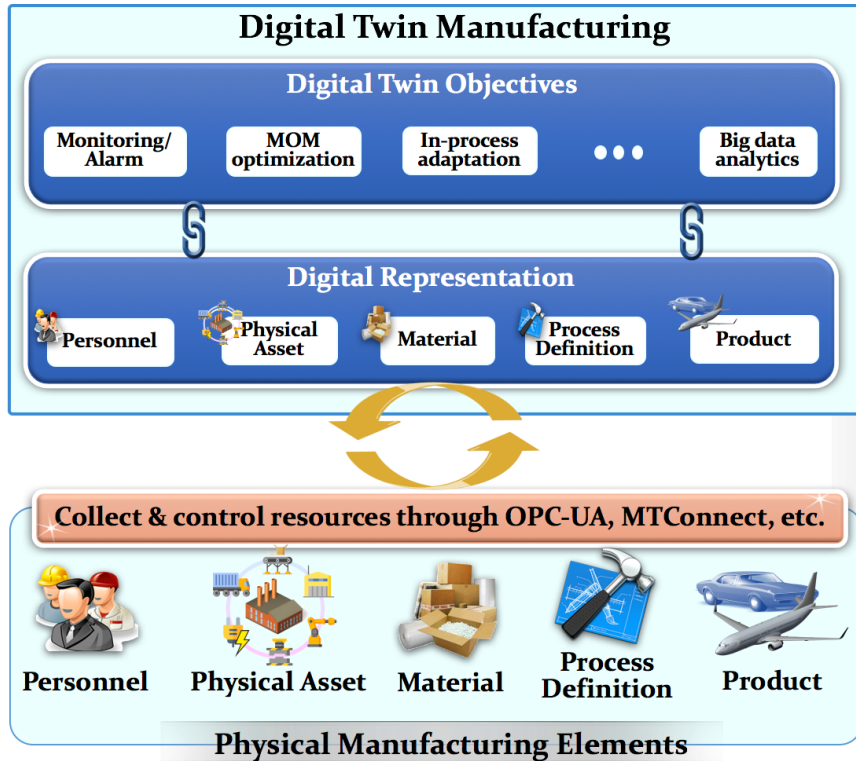 Digital Twin Manufacturing
Digital Twin Objectives
Monitoring/
Alarm
MOM
optimization
In-process
adaptation
Big data
analytics
Digital Representation
Personnel
Physical
Asset
Material
Process
Definition
Product
Collect & control resources through OPC-UA, MTConnect, etc.
Personnel
Physical Asset
Material
Process
Definition
Product
Physical Manufacturing Elements